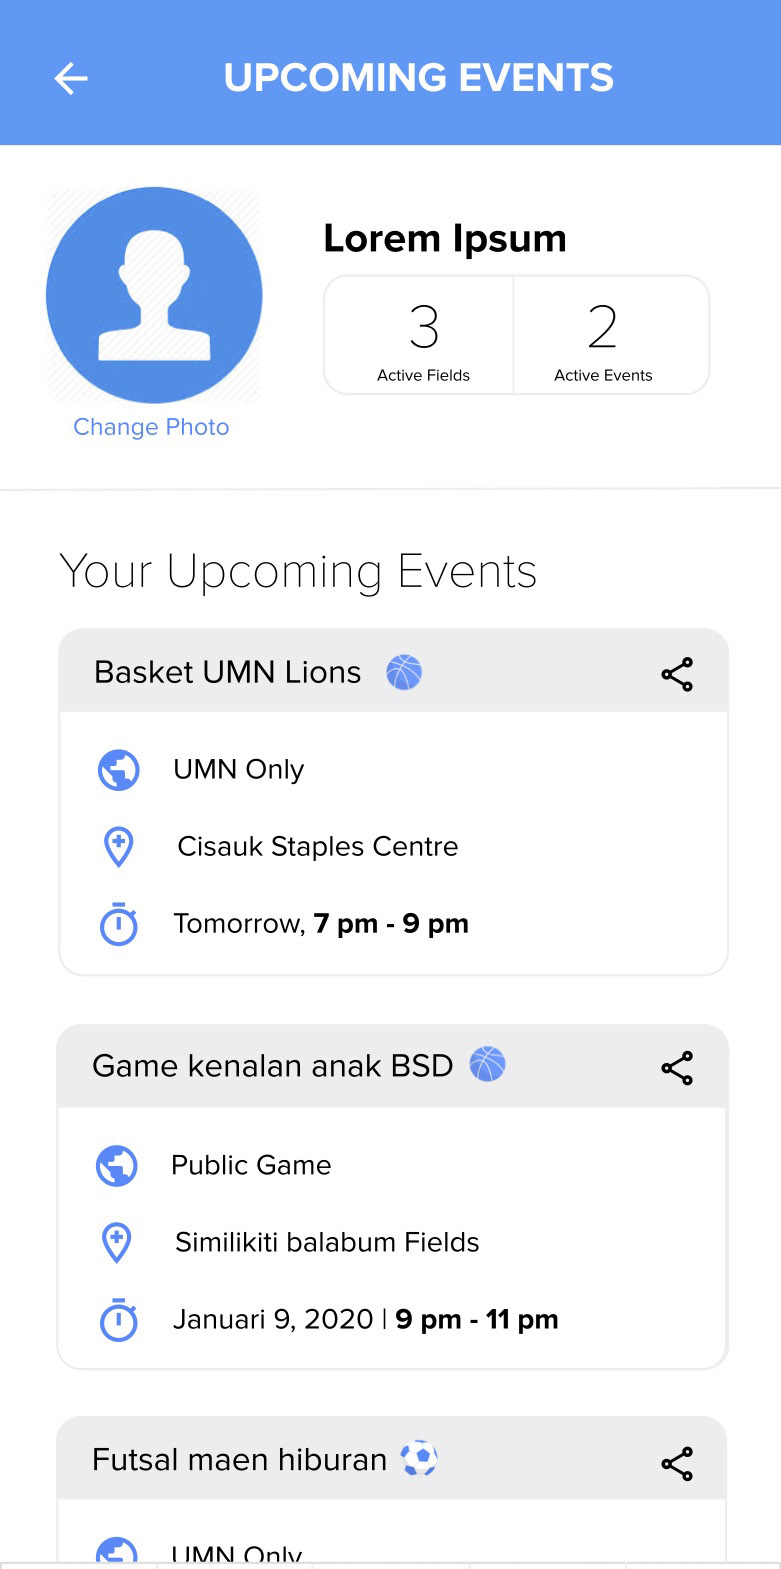 UPCOMING EVENTS
Lorem Ipsum
3
2
Active Fields
Active Events
Change Photo
Your Upcoming Events
Basket UMN Lions
UMN Only
Cisauk Staples Centre
Tomorrow, 7 pm - 9 pm
Game kenalan anak BSD
Public Game
Similikiti balabum Fields
Januari 9, 2020 | 9 pm - 11 pm
Futsal maen hiburan
UMN Only